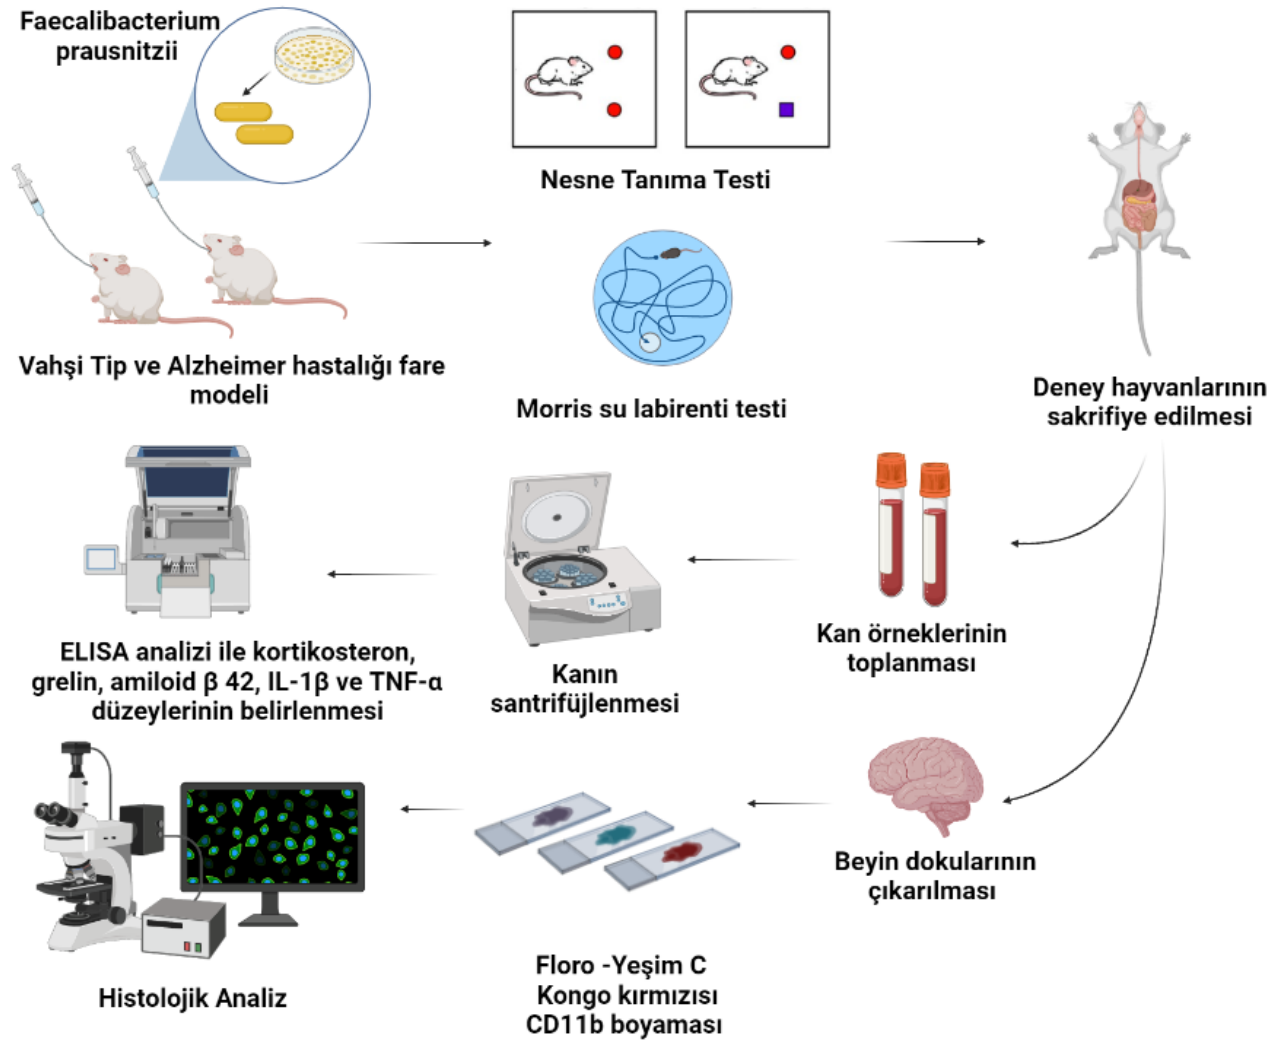 Faecalibacterium
prausnitzii
Nesne Tanıma Testi
Vahşi Tip ve Alzheimer hastalığı fare
modeli
Morris su labirenti testi
Deney hayvanlarının
sakrifiye edilmesi
Kan örneklerinin
toplanması
Kanın
santrifüjlenmesi
ELISA analizi ile kortikosteron,
grelin, amiloid β 42, IL-1β ve TNF-α
düzeylerinin belirlenmesi
Beyin dokularının
çıkarılması
Floro -Yeşim C
Kongo kırmızısı
CD11b boyaması
Histolojik Analiz